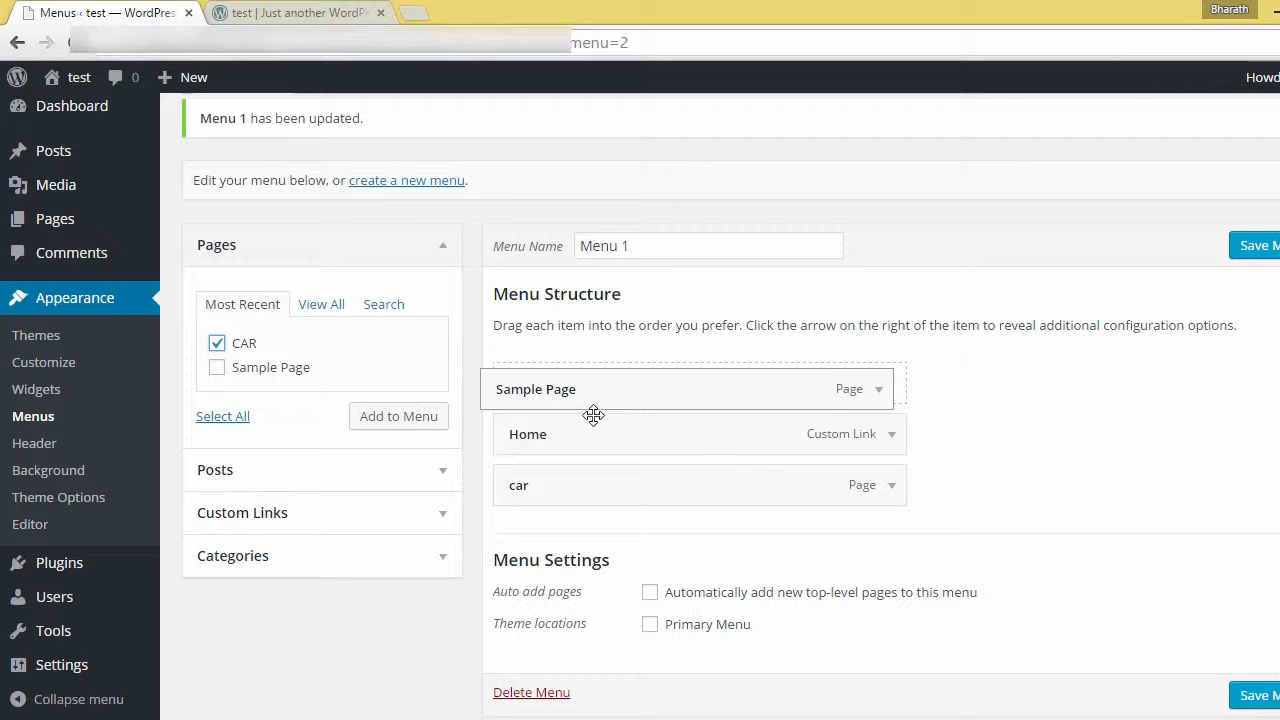 Menus ‹ test — WordPres ×
test | Just another WordPr ×
Bharath
menu=2
test 0 New
Howd
Dashboard
Posts
Media
Pages
Comments
Appearance
Themes
Customize
Widgets
Menus
Header
Background
Theme Options
Editor
Plugins
Users
Tools
Settings
Collapse menu
Menu 1 has been updated.
Edit your menu below, or create a new menu.
Pages
Most Recent View All Search
CAR
Sample Page
Select All Add to Menu
Posts
Custom Links
Categories
Menu Name Menu 1 Save M
Menu Structure
Drag each item into the order you prefer. Click the arrow on the right of the item to reveal additional configuration options.
Sample Page Page
Home Custom Link
car Page
Menu Settings
Auto add pages Automatically add new top-level pages to this menu
Theme locations Primary Menu
Delete Menu Save M